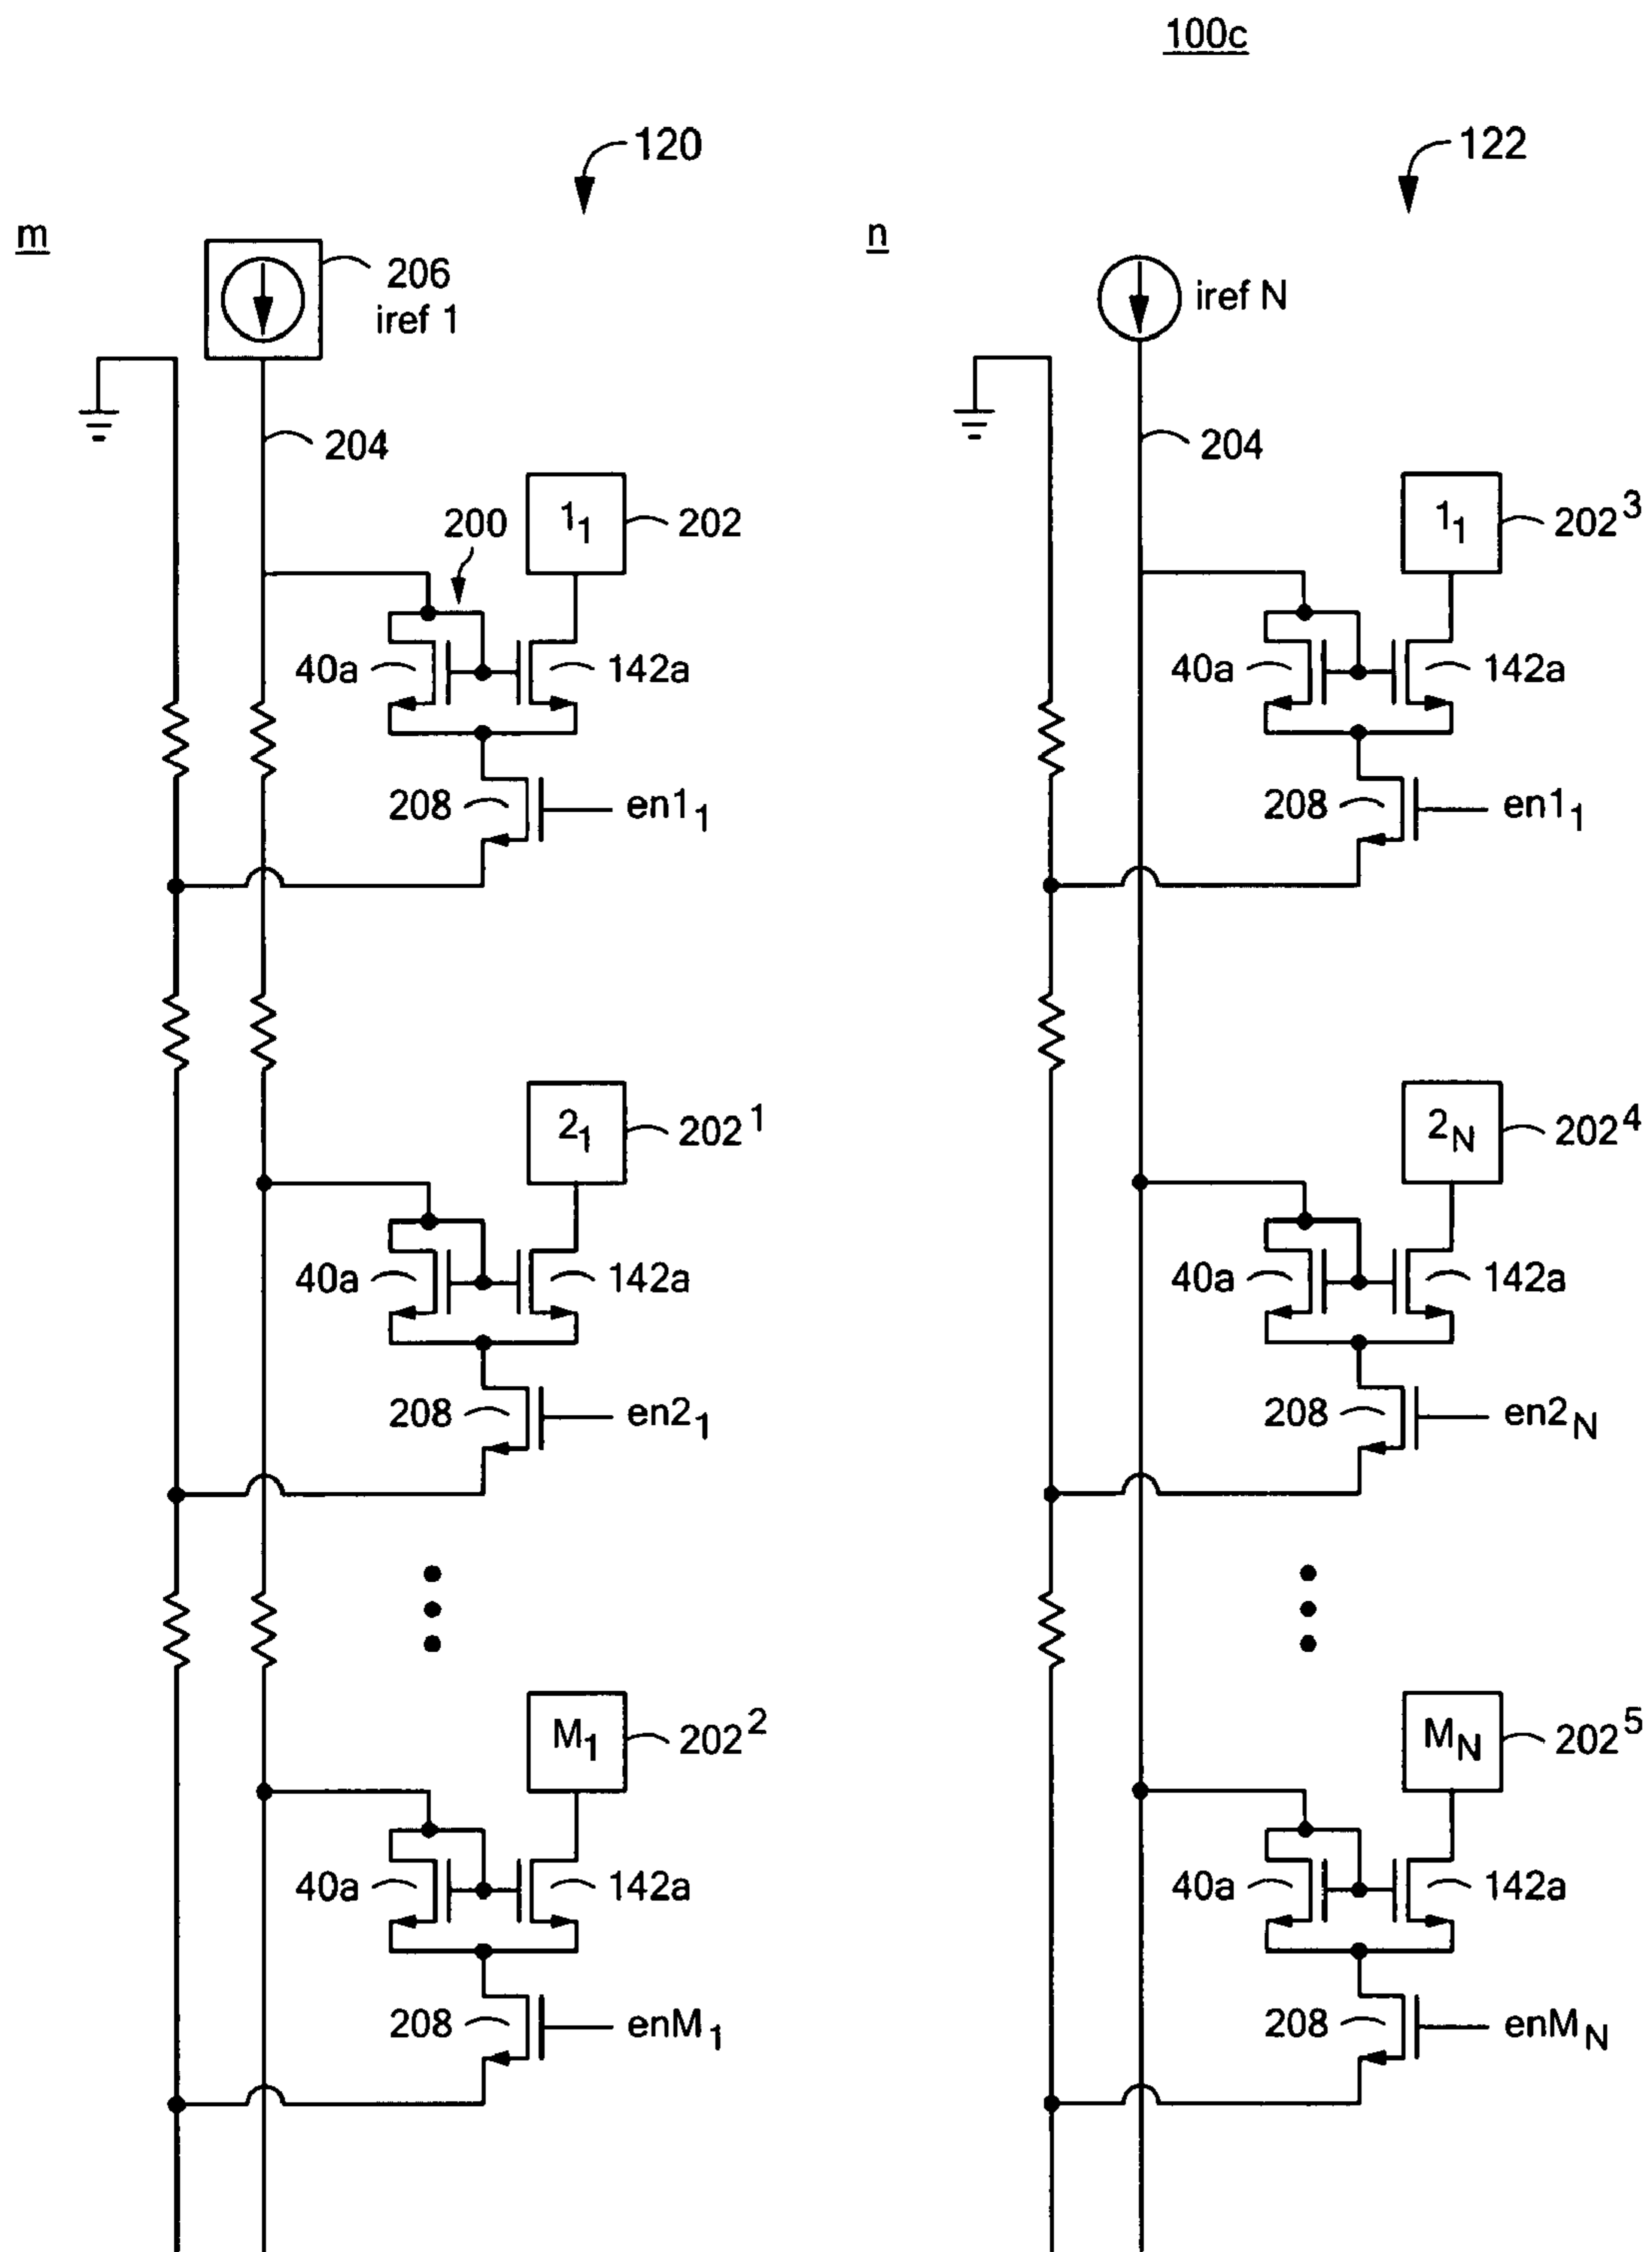 100c
120
122
m
n
206
iref 1
iref N
204
204
1₁
202
1₁
202³
200
40a
142a
40a
142a
208
en1₁
208
en1₁
2₁
202¹
2N
202⁴
40a
142a
40a
142a
208
en2₁
208
en2N
M₁
202²
MN
202⁵
40a
142a
40a
142a
208
enM₁
208
enMN